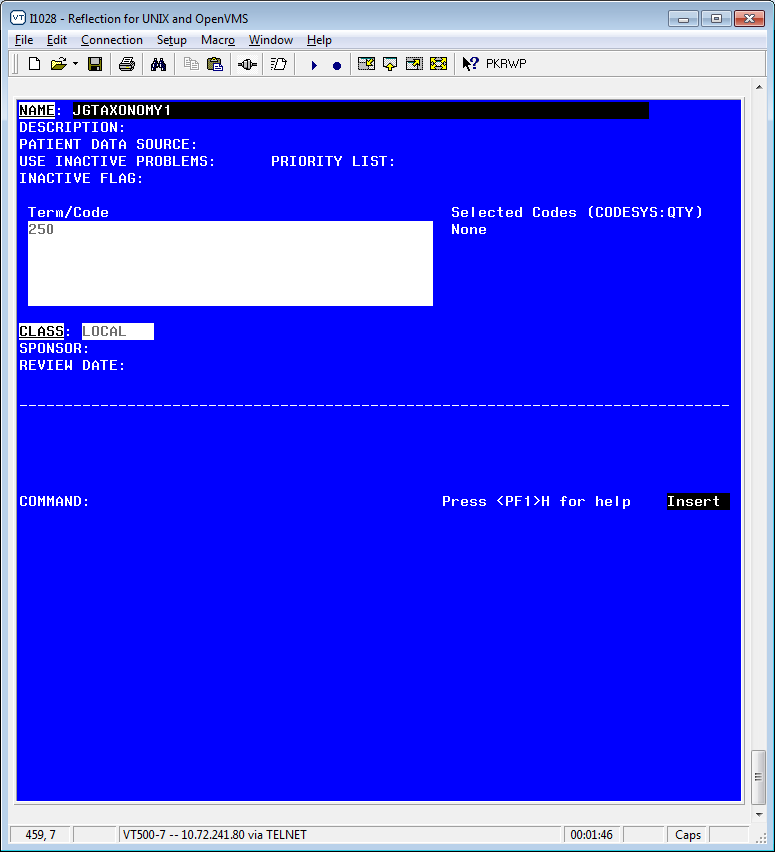 I1028 - Reflection for UNIX and OpenVMS
File Edit Connection Setup Macro Window Help
PKRWP
NAME: JGTAXONOMY1
DESCRIPTION:
PATIENT DATA SOURCE:
USE INACTIVE PROBLEMS: PRIORITY LIST:
INACTIVE FLAG:
Term/Code Selected Codes (CODESYS:QTY)
250 None
CLASS: LOCAL
SPONSOR:
REVIEW DATE:
-------------------------------------------------------------------------------
COMMAND: Press <PF1>H for help Insert
459, 7 VT500-7 -- 10.72.241.80 via TELNET 00:01:46 Caps